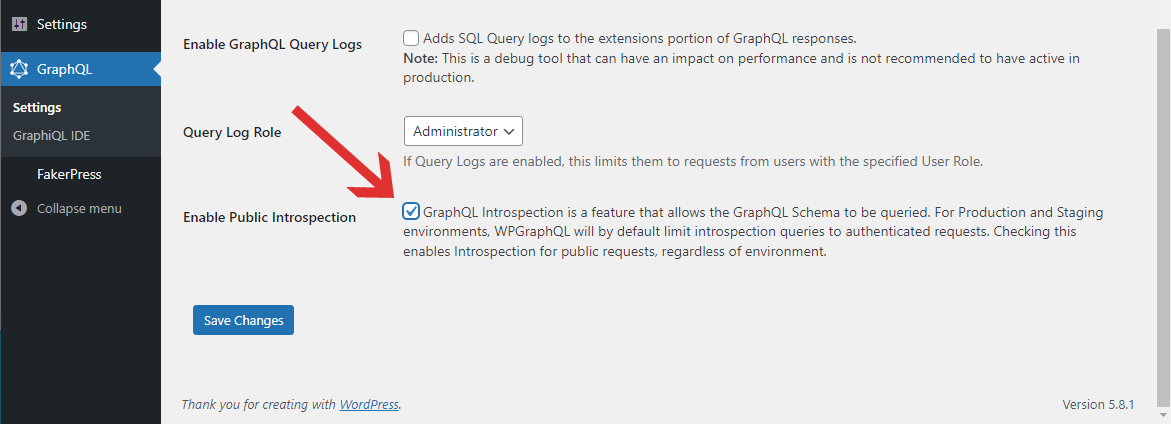 Settings
GraphQL
Settings
GraphiQL IDE
FakerPress
Collapse menu
Enable GraphQL Query Logs
Adds SQL Query logs to the extensions portion of GraphQL responses.
Note: This is a debug tool that can have an impact on performance and is not recommended to have active in
production.
Query Log Role
Administrator
If Query Logs are enabled, this limits them to requests from users with the specified User Role.
Enable Public Introspection
GraphQL Introspection is a feature that allows the GraphQL Schema to be queried. For Production and Staging
environments, WPGraphQL will by default limit introspection queries to authenticated requests. Checking this
enables Introspection for public requests, regardless of environment.
Save Changes
Thank you for creating with WordPress.
Version 5.8.1